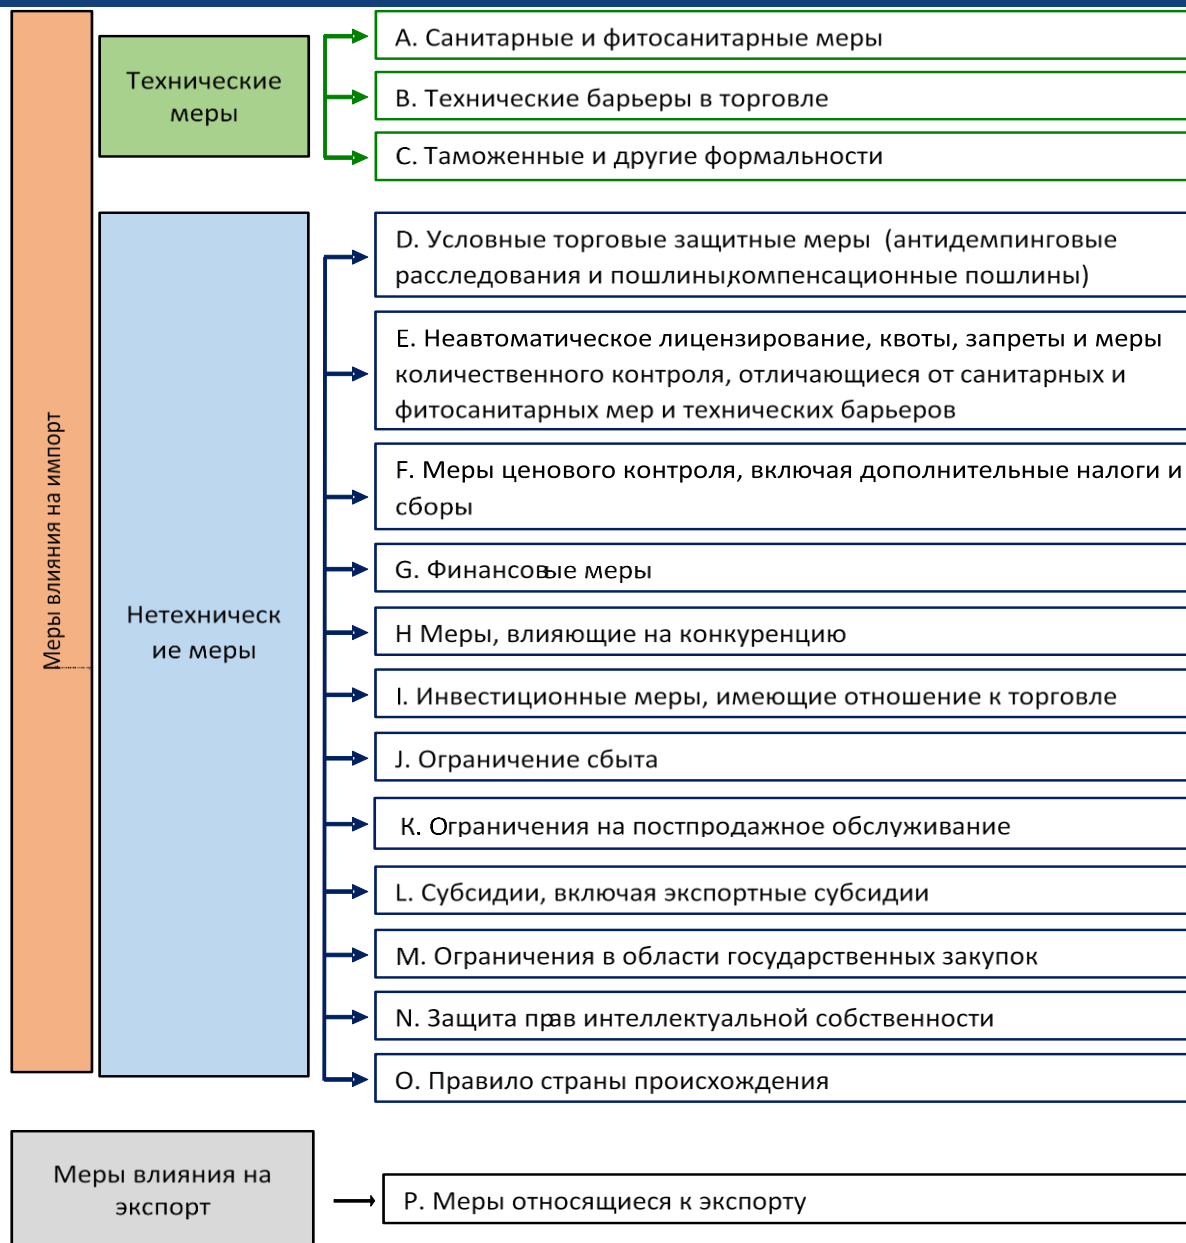 Меры влияния на импорт
Технические
меры
A. Санитарные и фитосанитарные меры
B. Технические барьеры в торговле
C. Таможенные и другие формальности
Нетехническ
ие меры
D. Условные торговые защитные меры (антидемпинговые
расследования и пошлины,компенсационные пошлины)
E. Неавтоматическое лицензирование, квоты, запреты и меры
количественного контроля, отличающиеся от санитарных и
фитосанитарных мер и технических барьеров
F. Меры ценового контроля, включая дополнительные налоги и
сборы
G. Финансовые меры
H Меры, влияющие на конкуренцию
I. Инвестиционные меры, имеющие отношение к торговле
J. Ограничение сбыта
K. Ограничения на постпродажное обслуживание
L. Субсидии, включая экспортные субсидии
M. Ограничения в области государственных закупок
N. Защита прав интеллектуальной собственности
O. Правило страны происхождения
Меры влияния на
экспорт
P. Меры относящиеся к экспорту